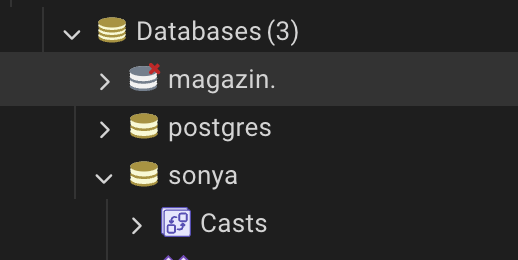 Databases (3)
magazin.
postgres
sonya
Casts